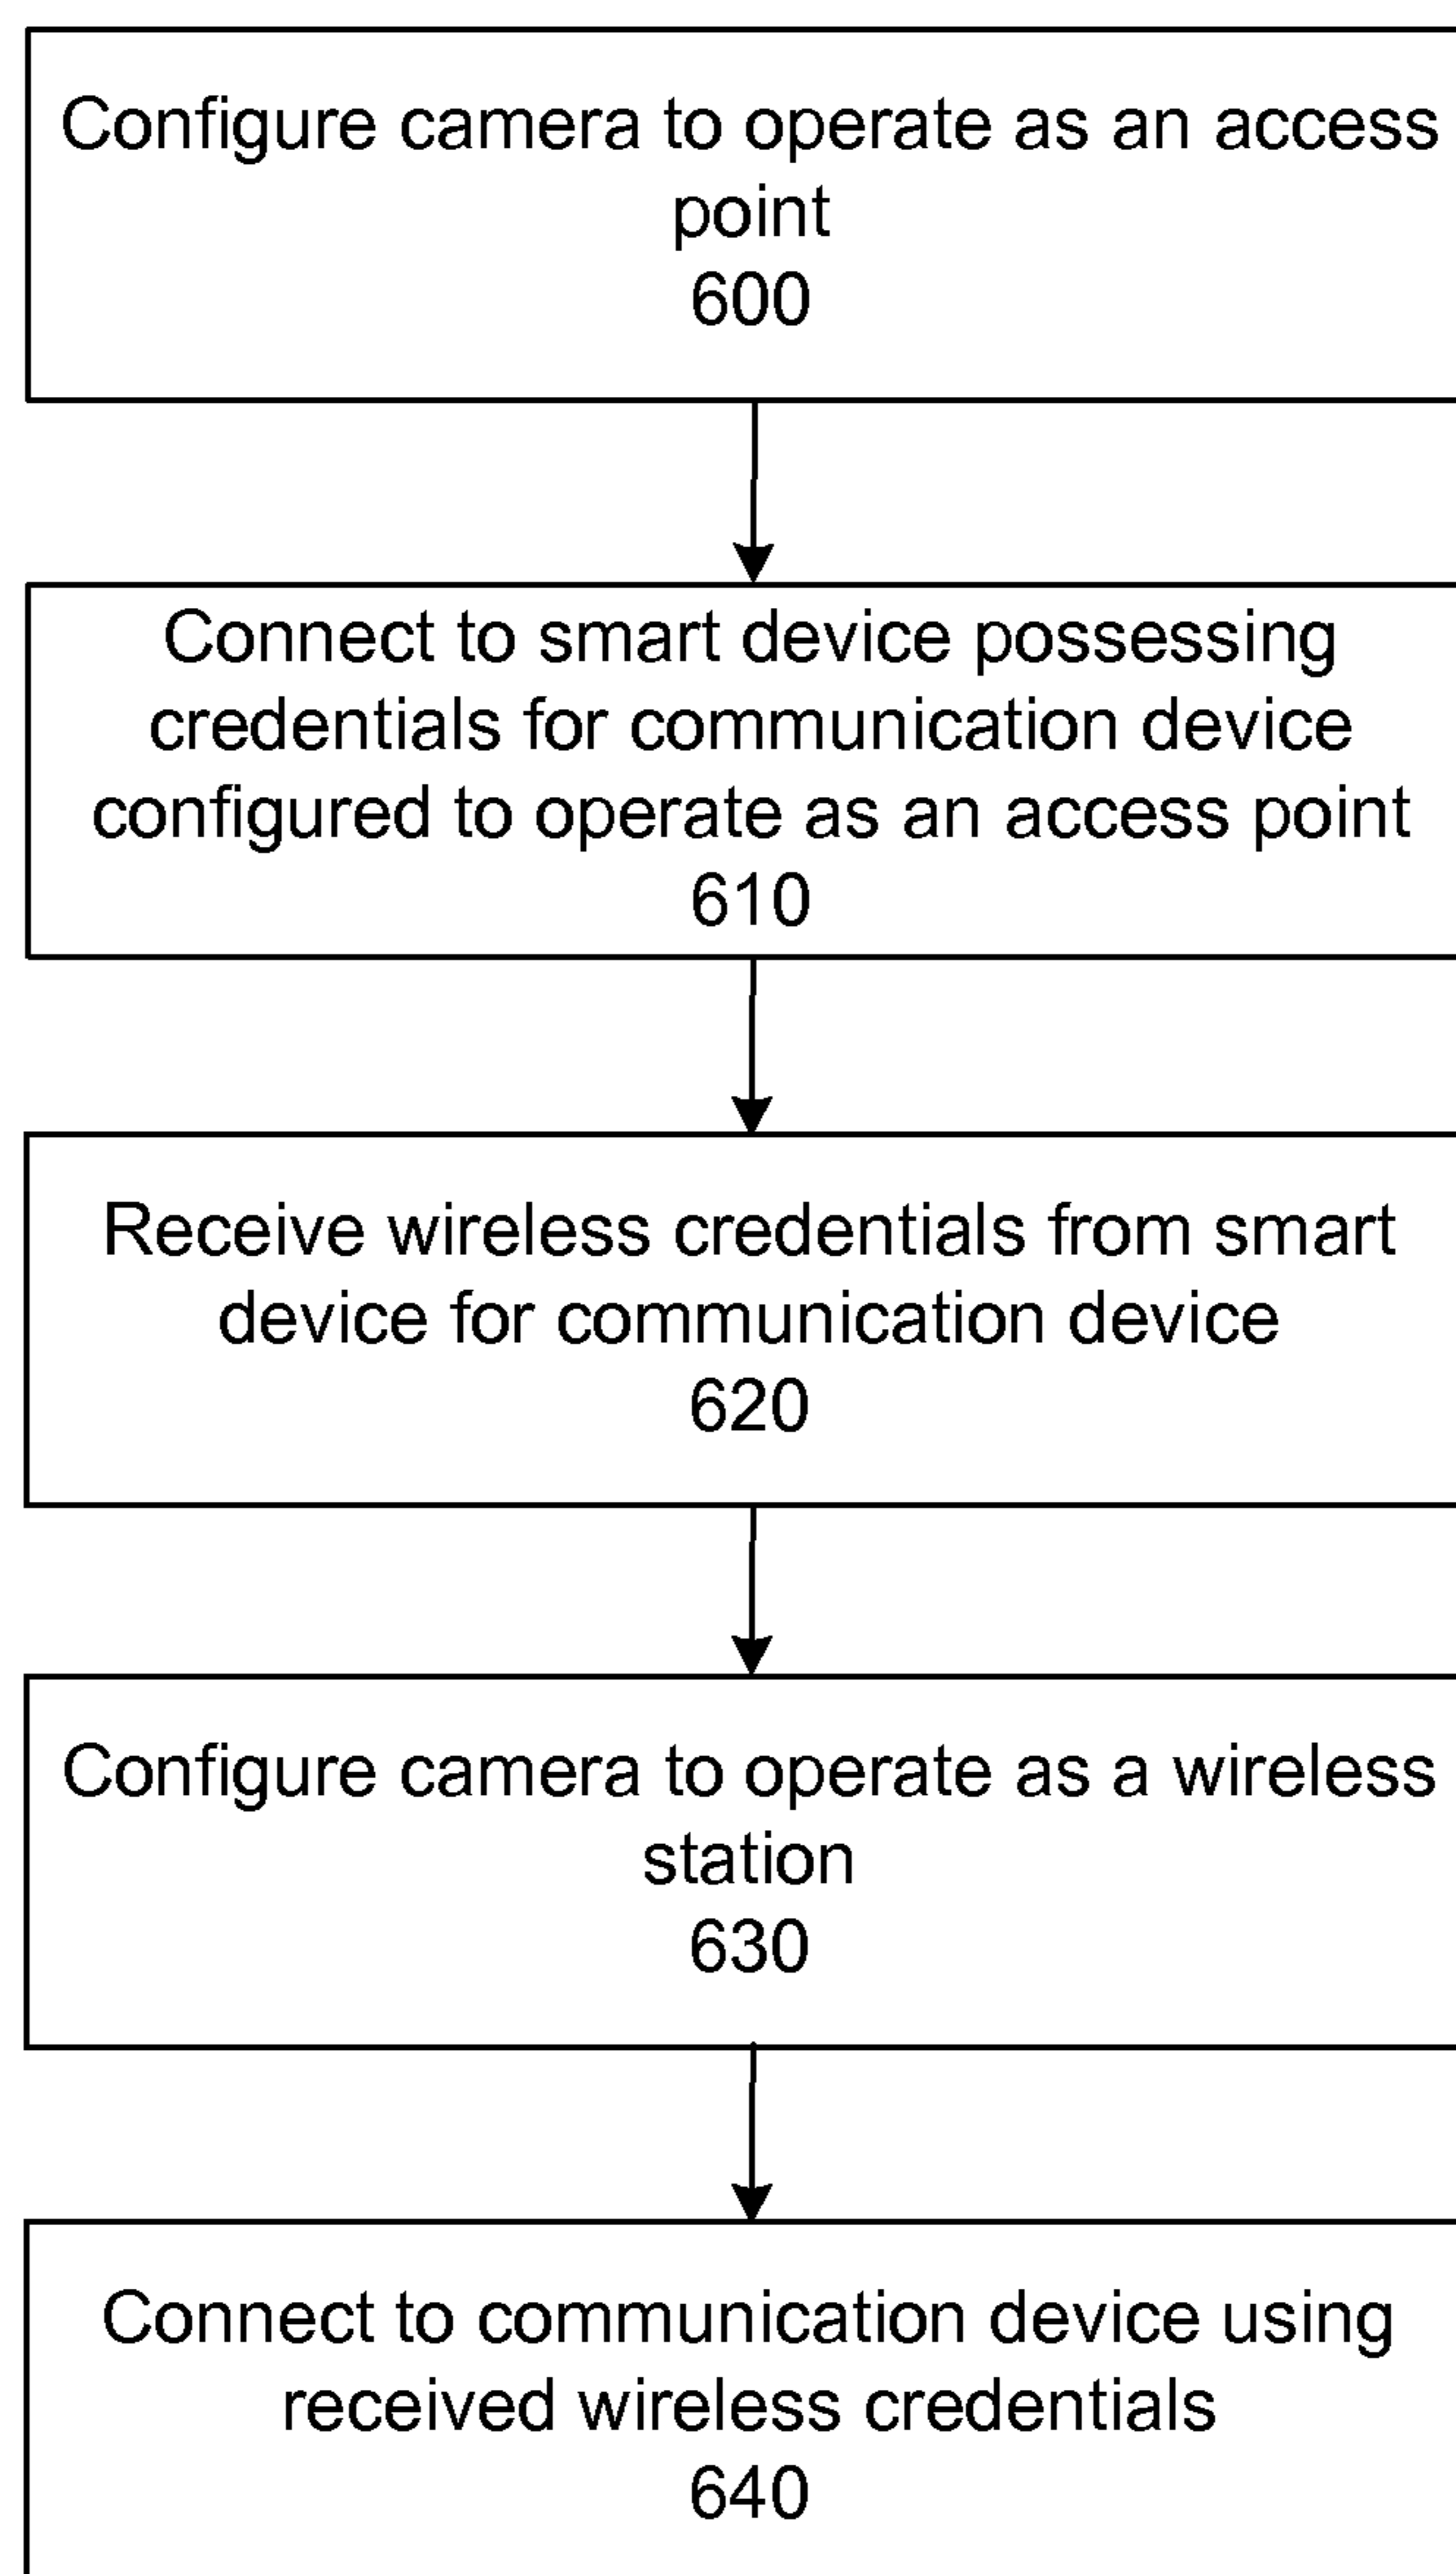 Configure camera to operate as an access
point
600
Connect to smart device possessing
credentials for communication device
configured to operate as an access point
610
Receive wireless credentials from smart
device for communication device
620
Configure camera to operate as a wireless
station
630
Connect to communication device using
received wireless credentials
640